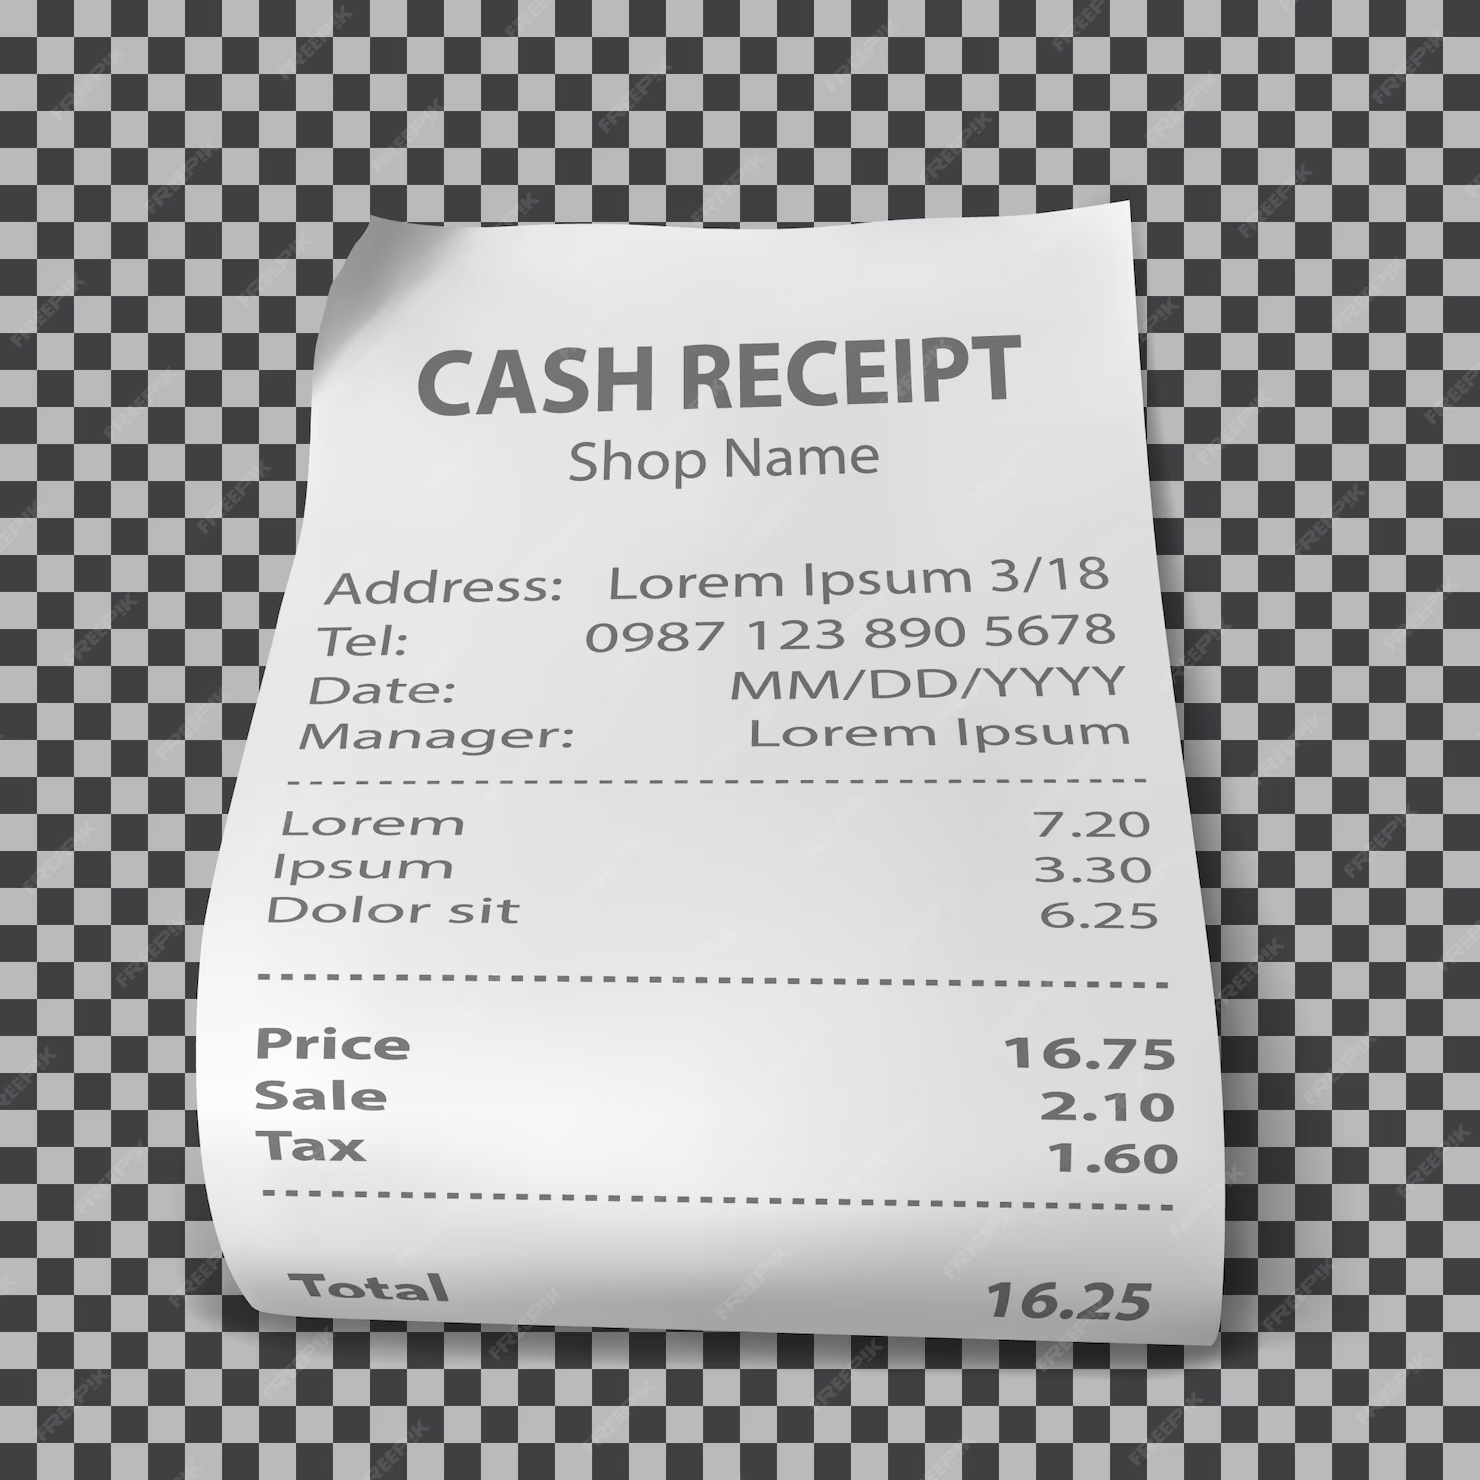 CASH RECEIPT
Shop Name
Address: Lorem Ipsum 3/18
Tel: 0987 123 890 5678
Date: MM/DD/YYYY
Manager: Lorem Ipsum
Lorem 7.20
Ipsum 3.30
Dolor sit 6.25
Price 16.75
Sale 2.10
Tax 1.60
Total 16.25